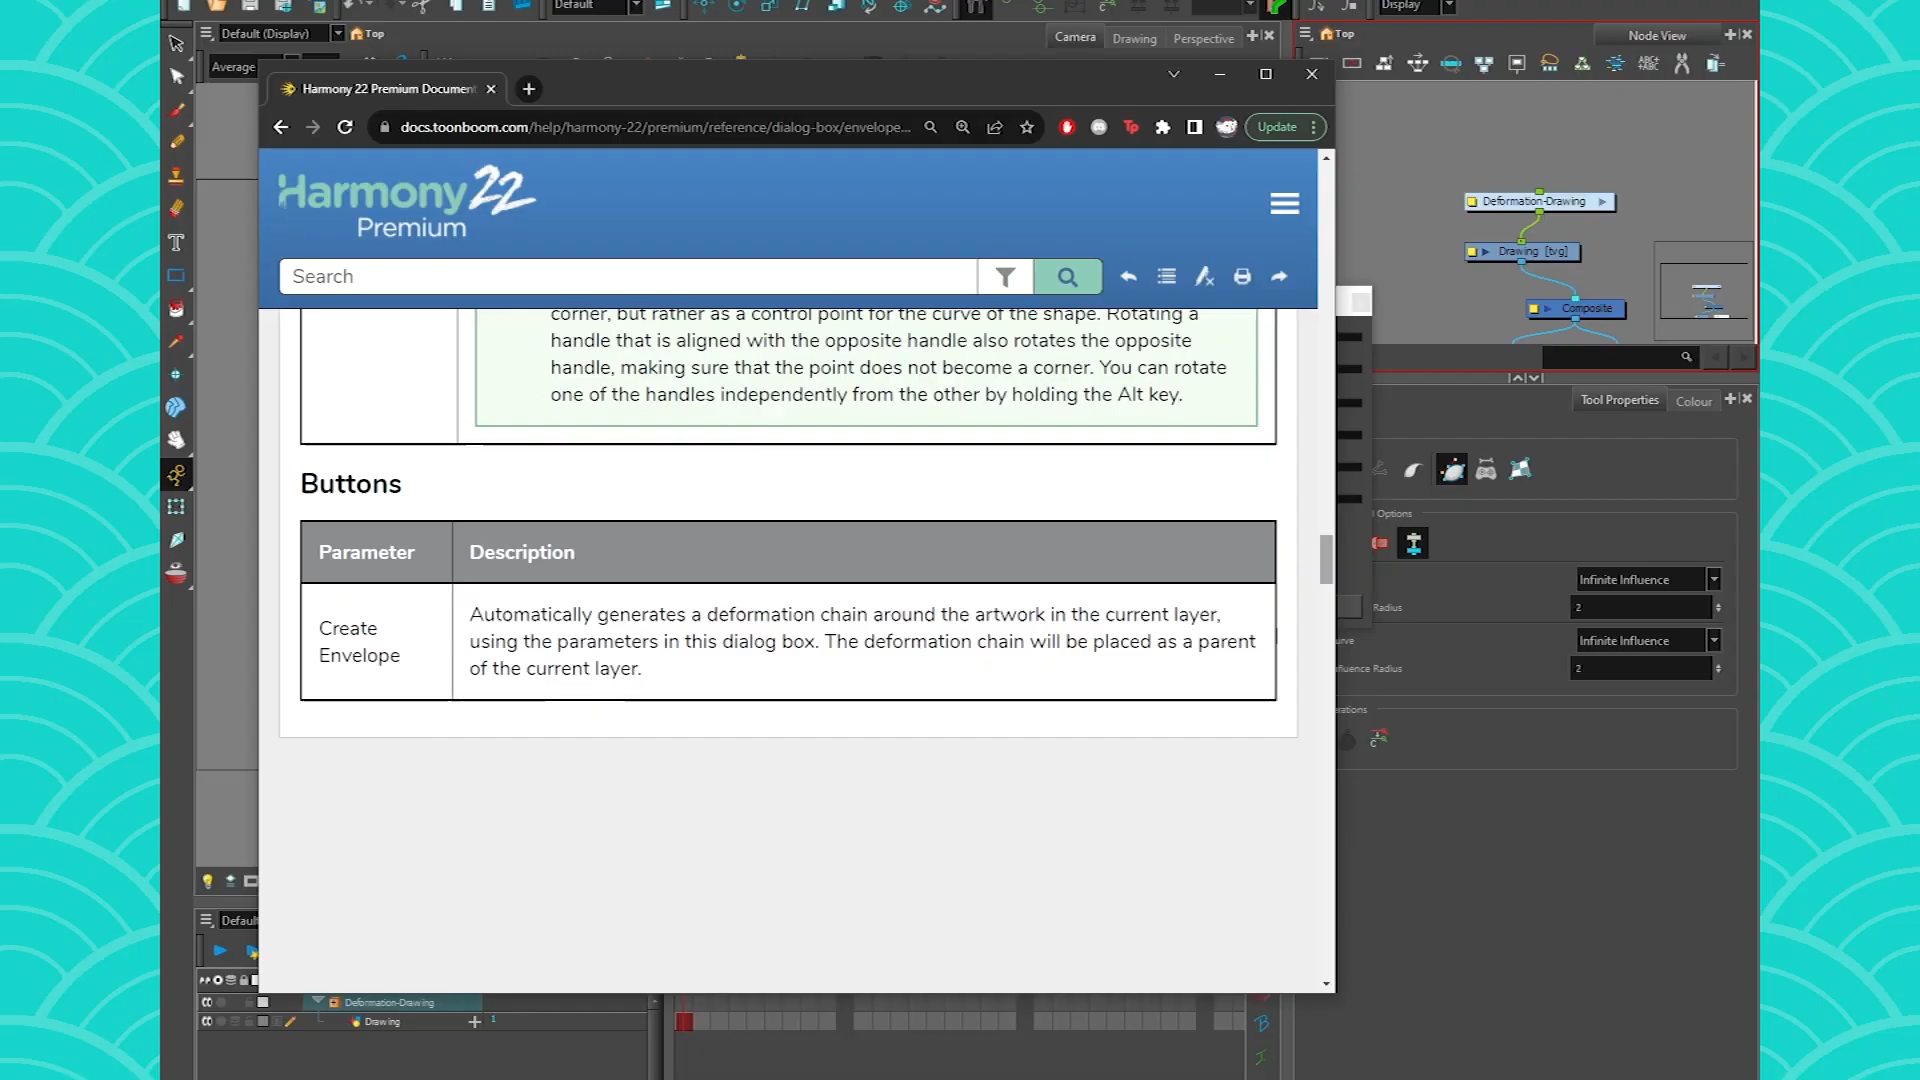 Default
Display
Default (Display)
Top
Camera
Drawing
Perspective
Top
Node View
Average
Harmony 22 Premium Documen
docs.toonboom.com/help/harmony-22/premium/reference/dialog-box/envelope...
Update
Harmony 22
Premium
Search
corner, but rather as a control point for the curve of the shape. Rotating a
handle that is aligned with the opposite handle also rotates the opposite
handle, making sure that the point does not become a corner. You can rotate
one of the handles independently from the other by holding the Alt key.
Buttons
Parameter
Description
Create
Envelope
Automatically generates a deformation chain around the artwork in the current layer,
using the parameters in this dialog box. The deformation chain will be placed as a parent
of the current layer.
Deformation-Drawing
Drawing [tvg]
Composite
Tool Properties
Colour
Options
Infinite Influence
Radius
2
Infinite Influence
fluence Radius
2
Default
Deformation-Drawing
Drawing
1